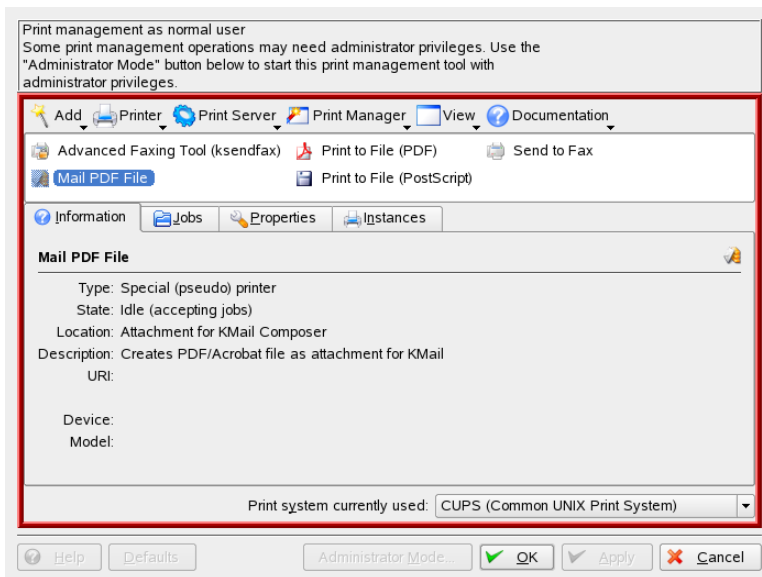 Print management as normal user
Some print management operations may need administrator privileges. Use the
"Administrator Mode" button below to start this print management tool with
administrator privileges.
Add Printer Print Server Print Manager View Documentation
Advanced Faxing Tool (ksendfax) Print to File (PDF) Send to Fax
Mail PDF File Print to File (PostScript)
Information Jobs Properties Instances
Mail PDF File
Type: Special (pseudo) printer
State: Idle (accepting jobs)
Location: Attachment for KMail Composer
Description: Creates PDF/Acrobat file as attachment for KMail
URI:
Device:
Model:
Print system currently used: CUPS (Common UNIX Print System)
Help Defaults Administrator Mode... OK Apply Cancel